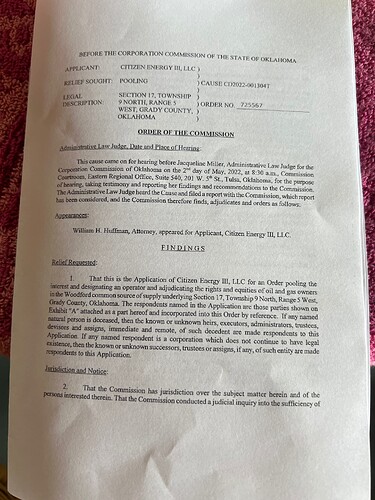 BEFORE THE CORPORATION COMMISSION OF THE STATE OF OKLAHOMA
APPLICANT: CITIZEN ENERGY III, LLC )
)
RELIEF SOUGHT: POOLING ) CAUSE CD2022-001304T
)
LEGAL SECTION 17, TOWNSHIP )
DESCRIPTION: 9 NORTH, RANGE 5 ) ORDER NO. 725567
WEST, GRADY COUNTY, )
OKLAHOMA )
ORDER OF THE COMMISSION
Administrative Law Judge, Date and Place of Hearing:
This cause came on for hearing before Jacqueline Miller, Administrative Law Judge for the
Corporation Commission of Oklahoma on the 2nd day of May, 2022, at 8:30 a.m., Commission
Courtroom, Eastern Regional Office, Suite 540, 201 W. 5th St., Tulsa, Oklahoma, for the purpose
of hearing, taking testimony and reporting her findings and recommendations to the Commission.
The Administrative Law Judge heard the Cause and filed a report with the Commission, which report
has been considered, and the Commission therefore finds, adjudicates and orders as follows:
Appearances:
William H. Huffman, Attorney, appeared for Applicant, Citizen Energy III, LLC.
FINDINGS
Relief Requested:
1. That this is the Application of Citizen Energy III, LLC for an Order pooling the
interest and designating an operator and adjudicating the rights and equities of oil and gas owners
in the Woodford common source of supply underlying Section 17, Township 9 North, Range 5 West,
Grady County, Oklahoma. The respondents named in the Application are those parties shown on
Exhibit "A" attached as a part hereof and incorporated into this Order by reference. If any named
natural person is deceased, then the known or unknown heirs, executors, administrators, trustees,
devisees and assigns, immediate and remote, of such decedent are made respondents to this
Application. If any named respondent is a corporation which does not continue to have legal
existence, then the known or unknown successors, trustees or assigns, if any, of such entity are made
respondents to this Application.
Jurisdiction and Notice:
2. That the Commission has jurisdiction over the subject matter herein and of the
persons interested therein. That the Commission conducted a judicial inquiry into the sufficiency of